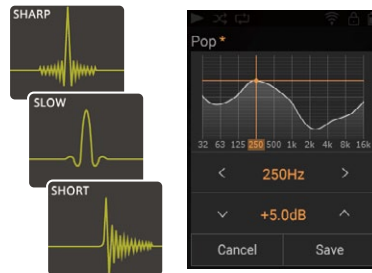 SHARP
SLOW
SHORT
Pop *
32 63 125 250 500 1k 2k 4k 8k 16k
< 250Hz >
+5.0dB
Cancel Save